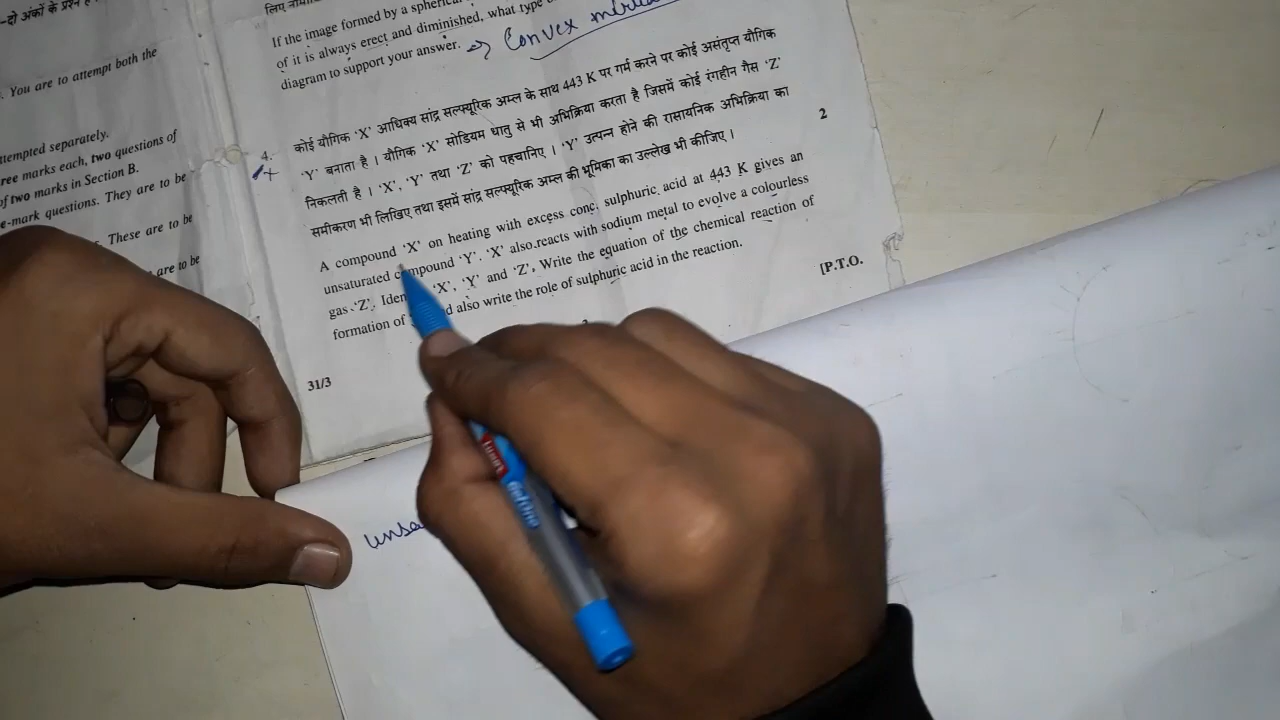 -दो अंकों के प्रश्न
. You are to attempt both the
ttempted separately.
ree marks each, two questions of
of two marks in Section B.
e-mark questions. They are to be
These are to be
are to be
लिए
If the image formed by a spherical
of it is always erect and diminished, what type
diagram to support your answer. → Convex
4.
कोई यौगिक ‘X’ आधिक्य सांद्र सल्फ्यूरिक अम्ल के साथ 443 K पर गर्म करने पर कोई असंतृप्त यौगिक
‘Y’ बनाता है । यौगिक ‘X’ सोडियम धातु से भी अभिक्रिया करता है जिसमें कोई रंगहीन गैस ‘Z’
निकलती है । ‘X’, ‘Y’ तथा ‘Z’ को पहचानिए । ‘Y’ उत्पन्न होने की रासायनिक अभिक्रिया का
समीकरण भी लिखिए तथा इसमें सांद्र सल्फ्यूरिक अम्ल की भूमिका का उल्लेख भी कीजिए ।
2
A compound ‘X’ on heating with excess conc. sulphuric acid at 443 K gives an
unsaturated compound ‘Y’. ‘X’ also reacts with sodium metal to evolve a colourless
gas ‘Z’. Iden ‘X’, ‘Y’ and ‘Z’. Write the equation of the chemical reaction of
formation of d also write the role of sulphuric acid in the reaction.
[P.T.O.
31/3
3
unsa